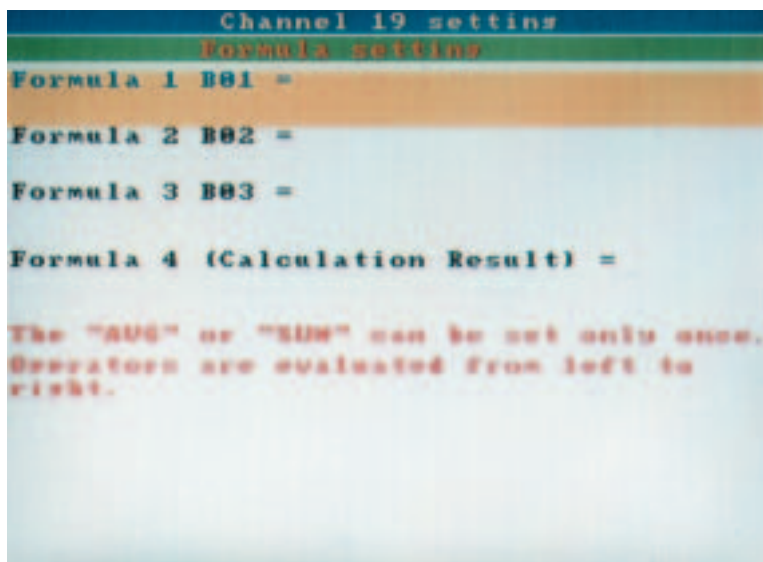 Channel 19 setting
Formula setting
Formula 1 B01 =
Formula 2 B02 =
Formula 3 B03 =
Formula 4 (Calculation Result) =
The "AVG" or "SUM" can be set only once.
Operators are evaluated from left to
right.